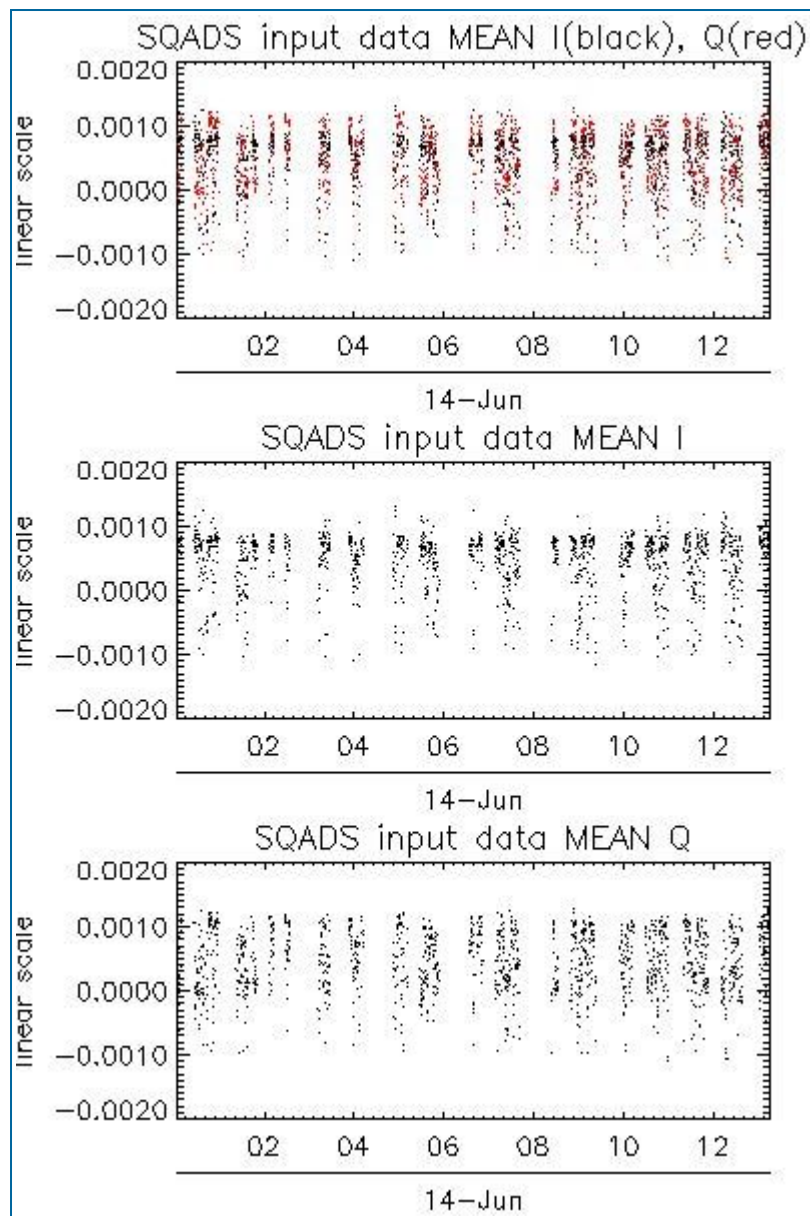 SQADS input data MEAN I(black), Q(red)
0.0020
0.0010
0.0000
−0.0010
−0.0020
linear scale
02 04 06 08 10 12
14-Jun
SQADS input data MEAN I
0.0020
0.0010
0.0000
−0.0010
−0.0020
linear scale
02 04 06 08 10 12
14-Jun
SQADS input data MEAN Q
0.0020
0.0010
0.0000
−0.0010
−0.0020
linear scale
02 04 06 08 10 12
14-Jun